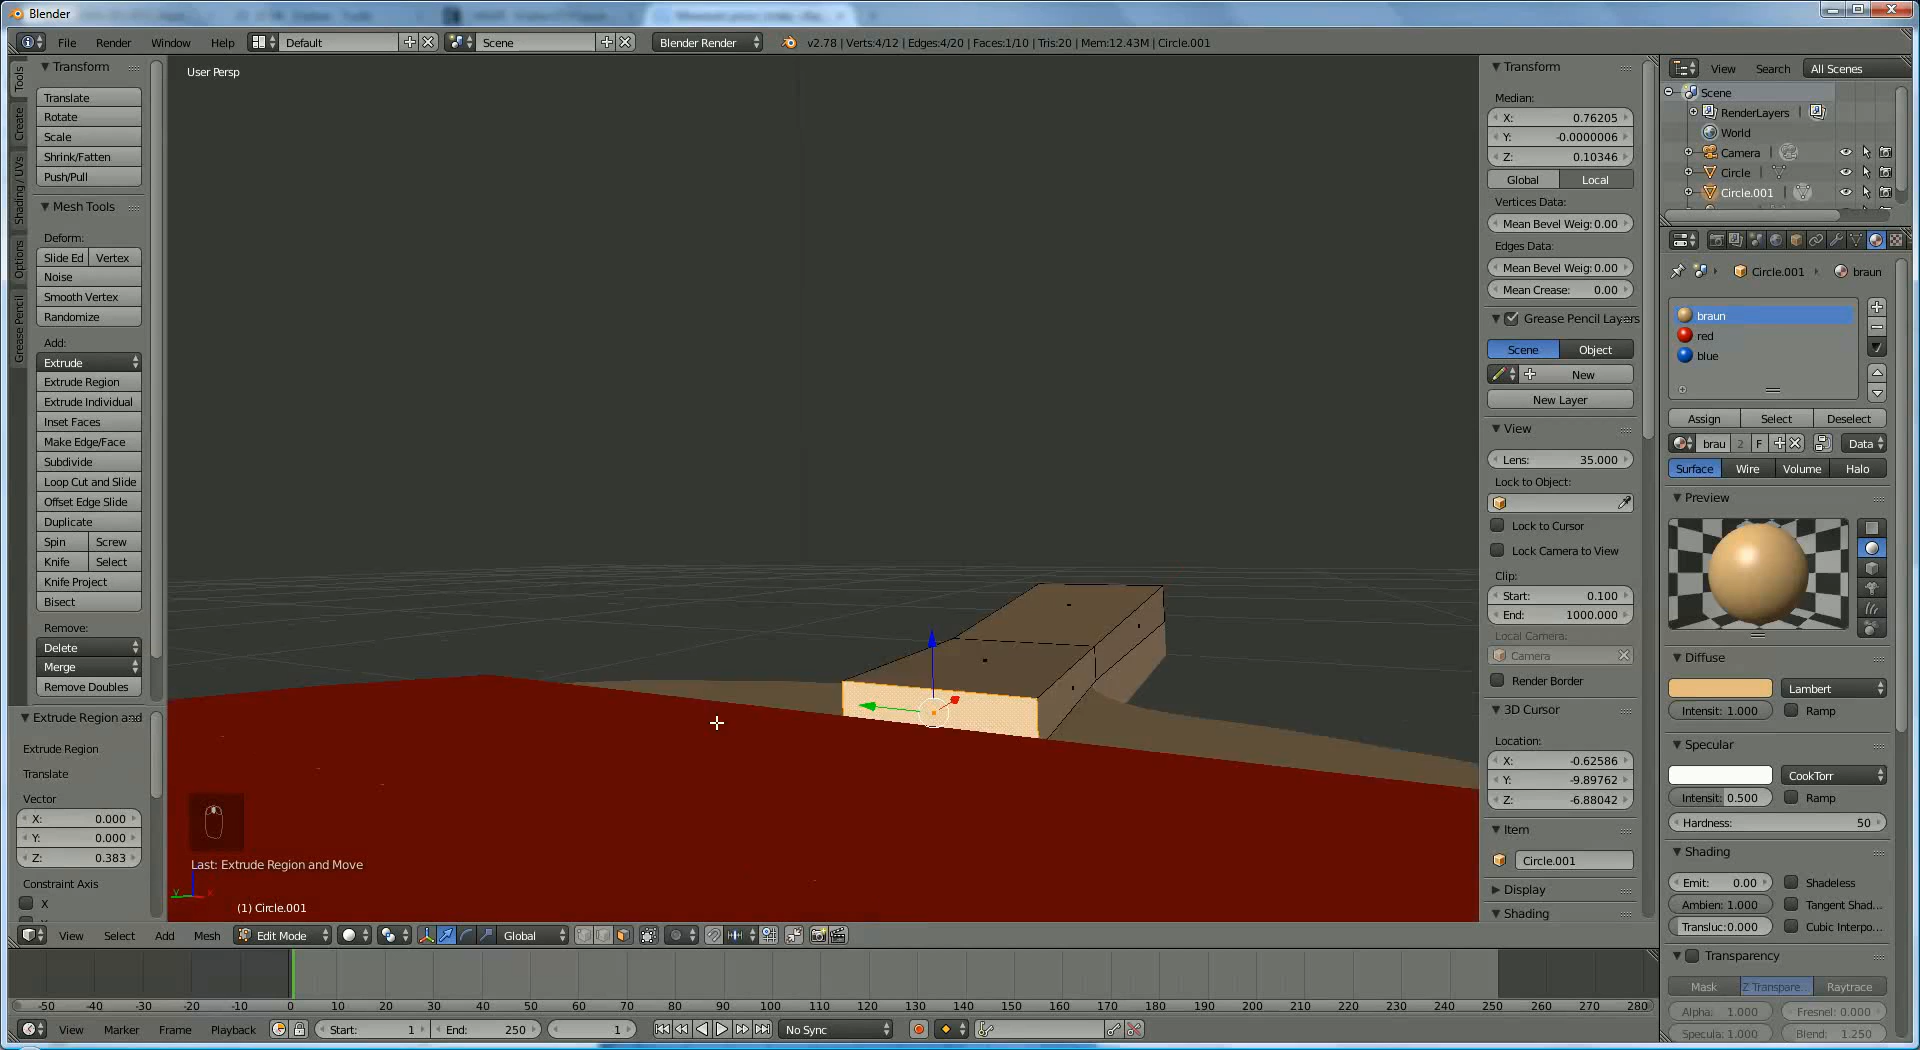 Blender
File Render Window Help Default Scene Blender Render v2.78 | Verts:4/12 | Edges:4/20 | Faces:1/10 | Tris:20 | Mem:12.43M | Circle.001
Tools
Create
Shading / UVs
Options
Grease Pencil
Transform
Translate
Rotate
Scale
Shrink/Fatten
Push/Pull
Mesh Tools
Deform:
Slide Ed Vertex
Noise
Smooth Vertex
Randomize
Add:
Extrude
Extrude Region
Extrude Individual
Inset Faces
Make Edge/Face
Subdivide
Loop Cut and Slide
Offset Edge Slide
Duplicate
Spin Screw
Knife Select
Knife Project
Bisect
Remove:
Delete
Merge
Remove Doubles
Extrude Region and
Extrude Region
Translate
Vector
X: 0.000
Y: 0.000
Z: 0.383
Constraint Axis
X
User Persp
Last: Extrude Region and Move
(1) Circle.001
Transform
Median:
X: 0.76205
Y: -0.0000006
Z: 0.10346
Global Local
Vertices Data:
Mean Bevel Weig: 0.00
Edges Data:
Mean Bevel Weig: 0.00
Mean Crease: 0.00
Grease Pencil Layers
Scene Object
New
New Layer
View
Lens: 35.000
Lock to Object:
Lock to Cursor
Lock Camera to View
Clip:
Start: 0.100
End: 1000.000
Local Camera:
Camera
Render Border
3D Cursor
Location:
X: -0.62586
Y: -9.89762
Z: -6.88042
Item
Circle.001
Display
Shading
View Search All Scenes
Scene
RenderLayers
World
Camera
Circle
Circle.001
Circle.001 braun
braun
red
blue
Assign Select Deselect
brau 2 F Data
Surface Wire Volume Halo
Preview
Diffuse
Lambert
Intensit: 1.000 Ramp
Specular
CookTorr
Intensit: 0.500 Ramp
Hardness: 50
Shading
Emit: 0.00 Shadeless
Ambien: 1.000 Tangent Shad...
Transluc:0.000 Cubic Interpo...
Transparency
Mask Z Transpare... Raytrace
Alpha: 1.000 Fresnel: 0.000
Specula: 1.000 Blend: 1.250
View Select Add Mesh Edit Mode Global
-50 -40 -30 -20 -10 0 10 20 30 40 50 60 70 80 90 100 110 120 130 140 150 160 170 180 190 200 210 220 230 240 250 260 270 280
View Marker Frame Playback Start: 1 End: 250 1 No Sync